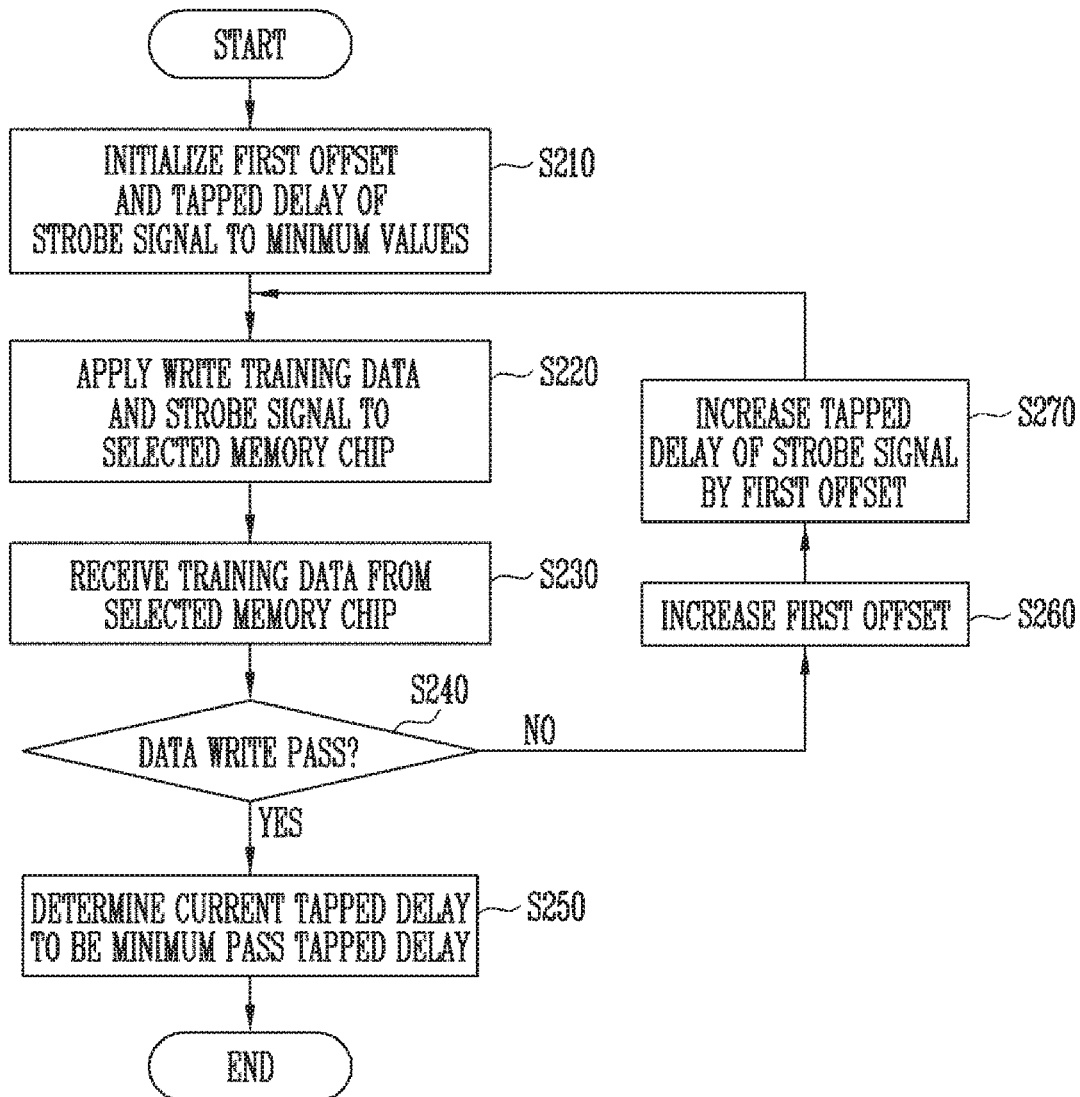 START
INITIALIZE FIRST OFFSET
AND TAPPED DELAY OF
STROBE SIGNAL TO MINIMUM VALUES
S210
APPLY WRITE TRAINING DATA
AND STROBE SIGNAL TO
SELECTED MEMORY CHIP
S220
INCREASE TAPPED
DELAY OF STROBE SIGNAL
BY FIRST OFFSET
S270
RECEIVE TRAINING DATA FROM
SELECTED MEMORY CHIP
S230
INCREASE FIRST OFFSET
S260
S240
DATA WRITE PASS?
NO
YES
DETERMINE CURRENT TAPPED DELAY
TO BE MINIMUM PASS TAPPED DELAY
S250
END